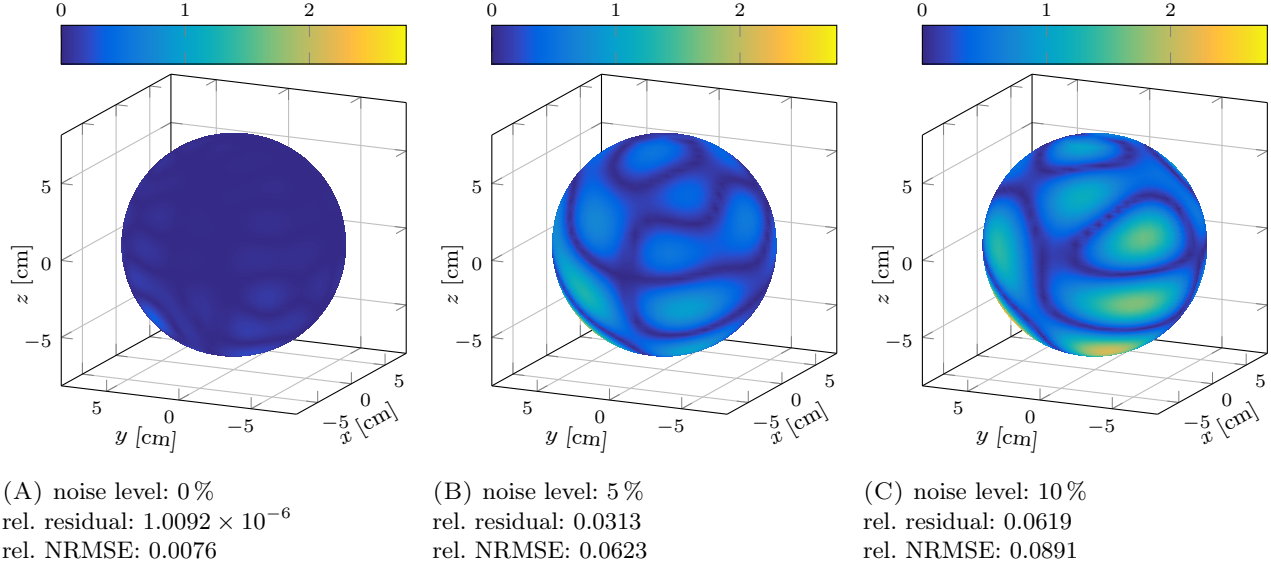 0 1 2
0 1 2
0 1 2
5
0
−5
z [cm]
5
0
−5
y [cm]
−5
0
5
x [cm]
5
0
−5
z [cm]
5
0
−5
y [cm]
−5
0
5
x [cm]
5
0
−5
z [cm]
5
0
−5
y [cm]
−5
0
5
x [cm]
(A) noise level: 0 %
rel. residual: 1.0092 × 10⁻⁶
rel. NRMSE: 0.0076
(B) noise level: 5 %
rel. residual: 0.0313
rel. NRMSE: 0.0623
(C) noise level: 10 %
rel. residual: 0.0619
rel. NRMSE: 0.0891